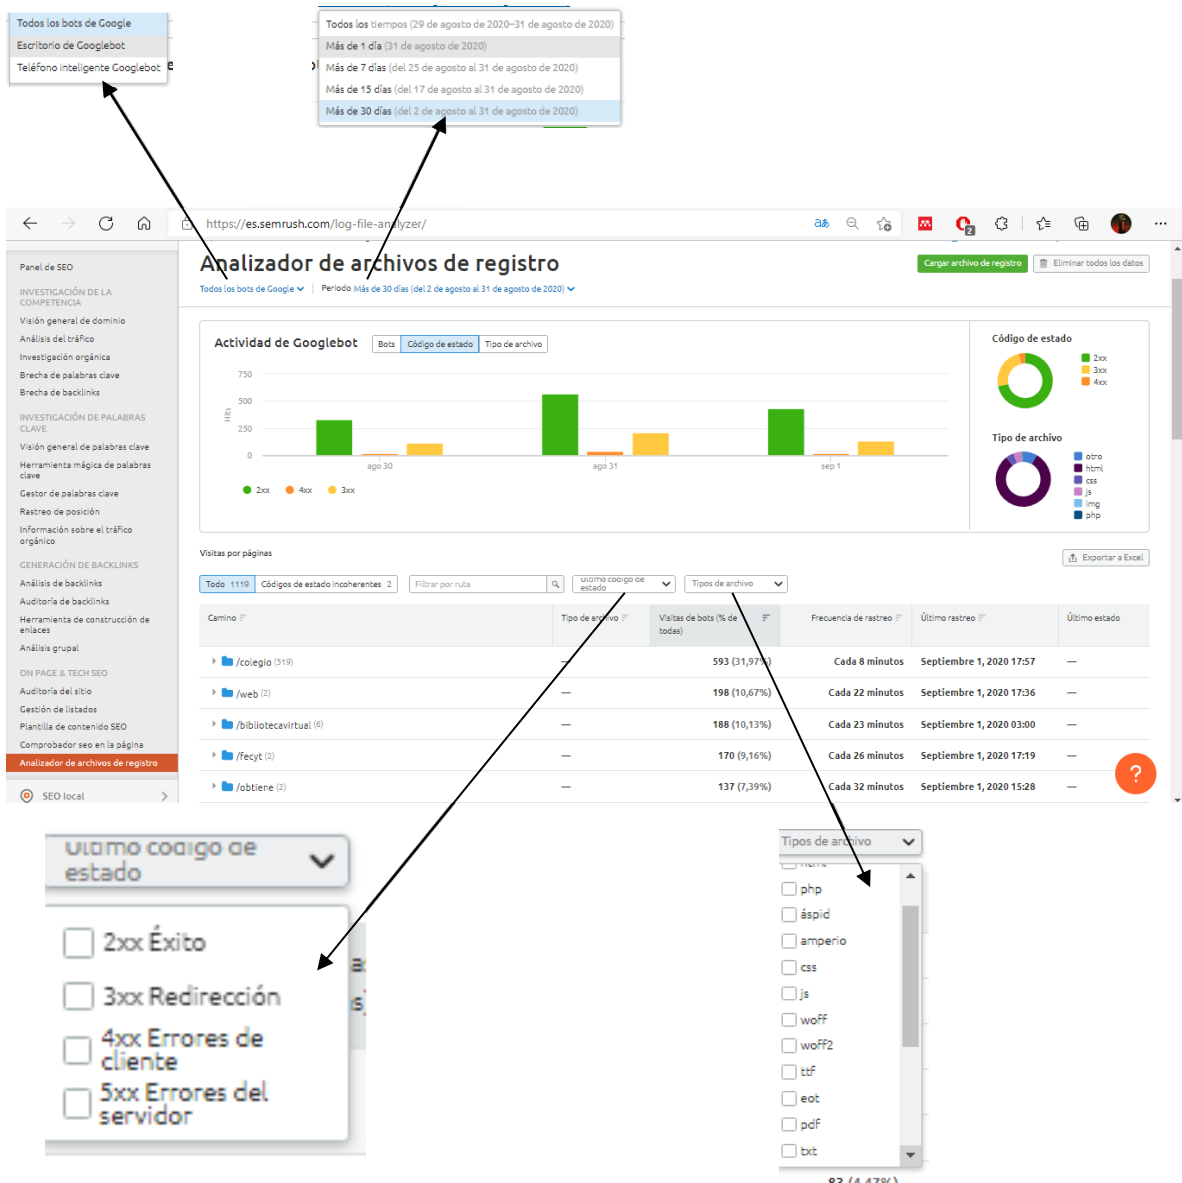 Todos los bots de Google
Escritorio de Googlebot
Teléfono inteligente Googlebot
Todos los tiempos (29 de agosto de 2020–31 de agosto de 2020)
Más de 1 día (31 de agosto de 2020)
Más de 7 días (del 25 de agosto al 31 de agosto de 2020)
Más de 15 días (del 17 de agosto al 31 de agosto de 2020)
Más de 30 días (del 2 de agosto al 31 de agosto de 2020)
https://es.semrush.com/log-file-analyzer/
2
Panel de SEO
INVESTIGACIÓN DE LA
COMPETENCIA
Visión general de dominio
Análisis del tráfico
Investigación orgánica
Brecha de palabras clave
Brecha de backlinks
INVESTIGACIÓN DE PALABRAS
CLAVE
Visión general de palabras clave
Herramienta mágica de palabras
clave
Gestor de palabras clave
Rastreo de posición
Información sobre el tráfico
orgánico
GENERACIÓN DE BACKLINKS
Análisis de backlinks
Auditoría de backlinks
Herramienta de construcción de
enlaces
Análisis grupal
ON PAGE & TECH SEO
Auditoría del sitio
Gestión de listados
Plantilla de contenido SEO
Comprobador seo en la página
Analizador de archivos de registro
SEO local
Analizador de archivos de registro
Cargar archivo de registro
Eliminar todos los datos
Todos los bots de Google
Periodo Más de 30 días (del 2 de agosto al 31 de agosto de 2020)
Actividad de Googlebot
Bots Código de estado Tipo de archivo
750
500
250
0
Hits
ago 30 ago 31 sep 1
2xx 4xx 3xx
Código de estado
2xx
3xx
4xx
Tipo de archivo
otro
html
css
js
img
php
Visitas por páginas
Exportar a Excel
Todo 1119 Códigos de estado incoherentes 2
Filtrar por ruta
Último código de
estado
Tipos de archivo
Camino Tipo de archivo Visitas de bots (% de
todas) Frecuencia de rastreo Último rastreo Último estado
/colegio (319) — 593 (31,97%) Cada 8 minutos Septiembre 1, 2020 17:57 —
/web (2) — 198 (10,67%) Cada 22 minutos Septiembre 1, 2020 17:36 —
/bibliotecavirtual (6) — 188 (10,13%) Cada 23 minutos Septiembre 1, 2020 03:00 —
/fecyt (2) — 170 (9,16%) Cada 26 minutos Septiembre 1, 2020 17:19 —
/obtiene (2) — 137 (7,39%) Cada 32 minutos Septiembre 1, 2020 15:28 —
?
Último código de
estado
2xx Éxito
3xx Redirección
4xx Errores de
cliente
5xx Errores del
servidor
Tipos de archivo
html
php
áspid
amperio
css
js
woff
woff2
ttf
eot
pdf
txt
83 (4,47%)